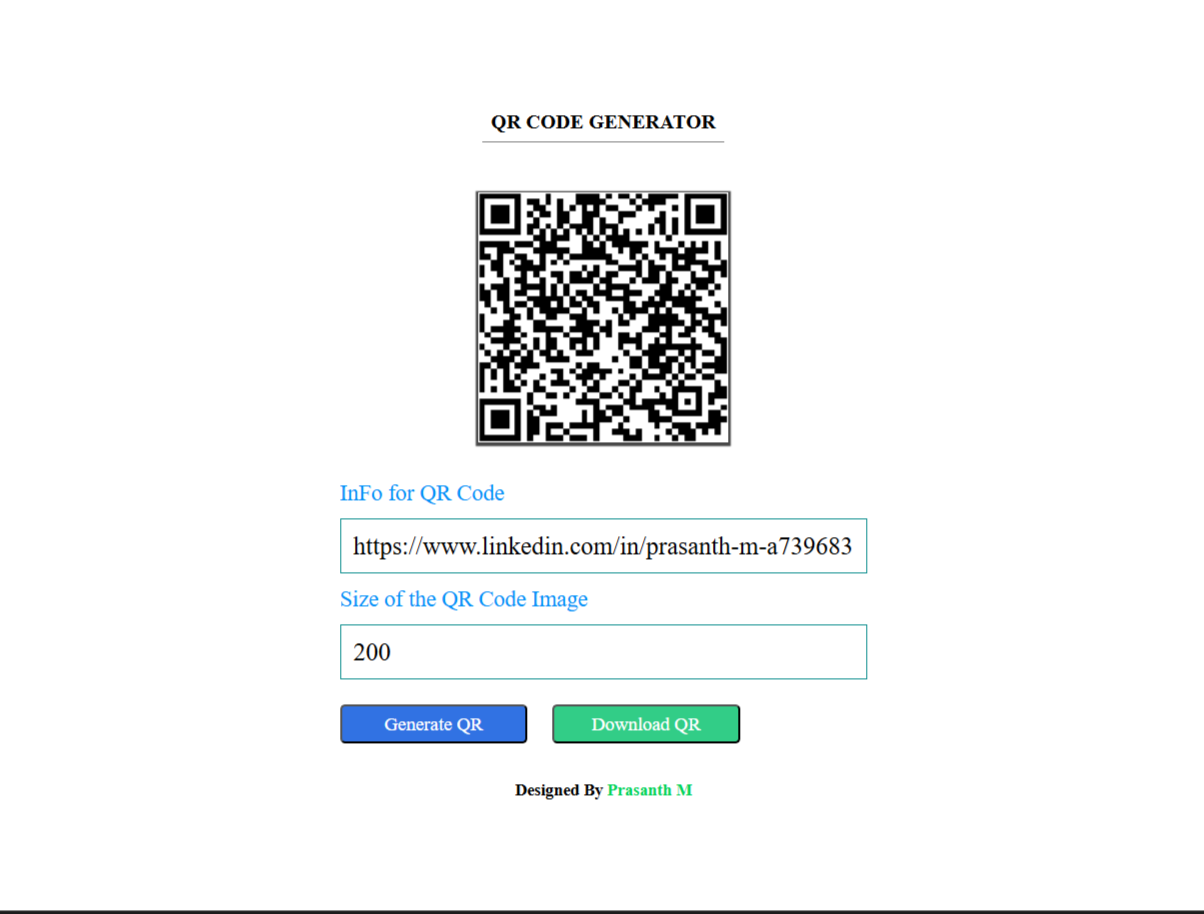 QR CODE GENERATOR
InFo for QR Code
https://www.linkedin.com/in/prasanth-m-a739683
Size of the QR Code Image
200
Generate QR
Download QR
Designed By Prasanth M